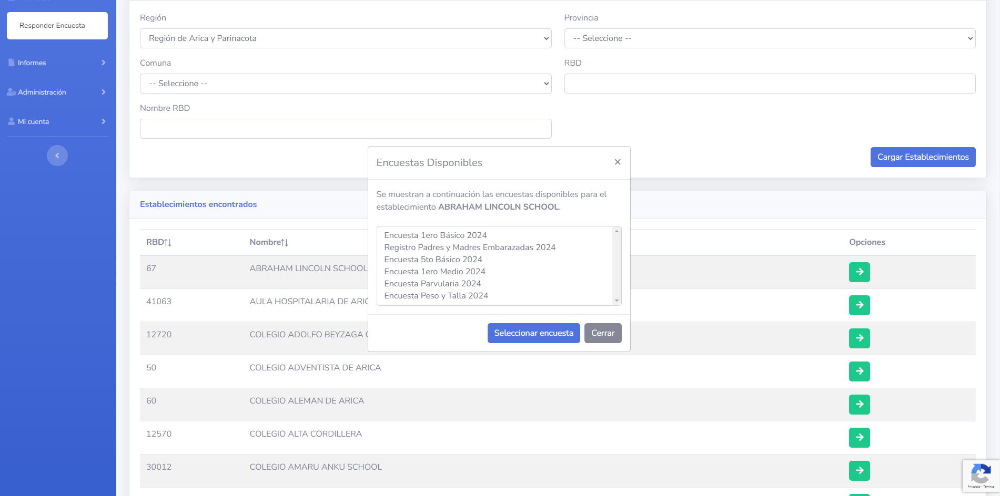 Responder Encuesta
Informes
Administración
Mi cuenta
Región
Provincia
Región de Arica y Parinacota
-- Seleccione --
Comuna
RBD
-- Seleccione --
Nombre RBD
Cargar Establecimientos
Encuestas Disponibles
×
Se muestran a continuación las encuestas disponibles para el
establecimiento ABRAHAM LINCOLN SCHOOL.
Encuesta 1ero Básico 2024
Registro Padres y Madres Embarazadas 2024
Encuesta 5to Básico 2024
Encuesta 1ero Medio 2024
Encuesta Parvularia 2024
Encuesta Peso y Talla 2024
Seleccionar encuesta
Cerrar
Establecimientos encontrados
RBD Nombre Opciones
67 ABRAHAM LINCOLN SCHOOL
41063 AULA HOSPITALARIA DE ARIC
12720 COLEGIO ADOLFO BEYZAGA
50 COLEGIO ADVENTISTA DE ARICA
60 COLEGIO ALEMAN DE ARICA
12570 COLEGIO ALTA CORDILLERA
30012 COLEGIO AMARU ANKU SCHOOL
Privacidad - Términos